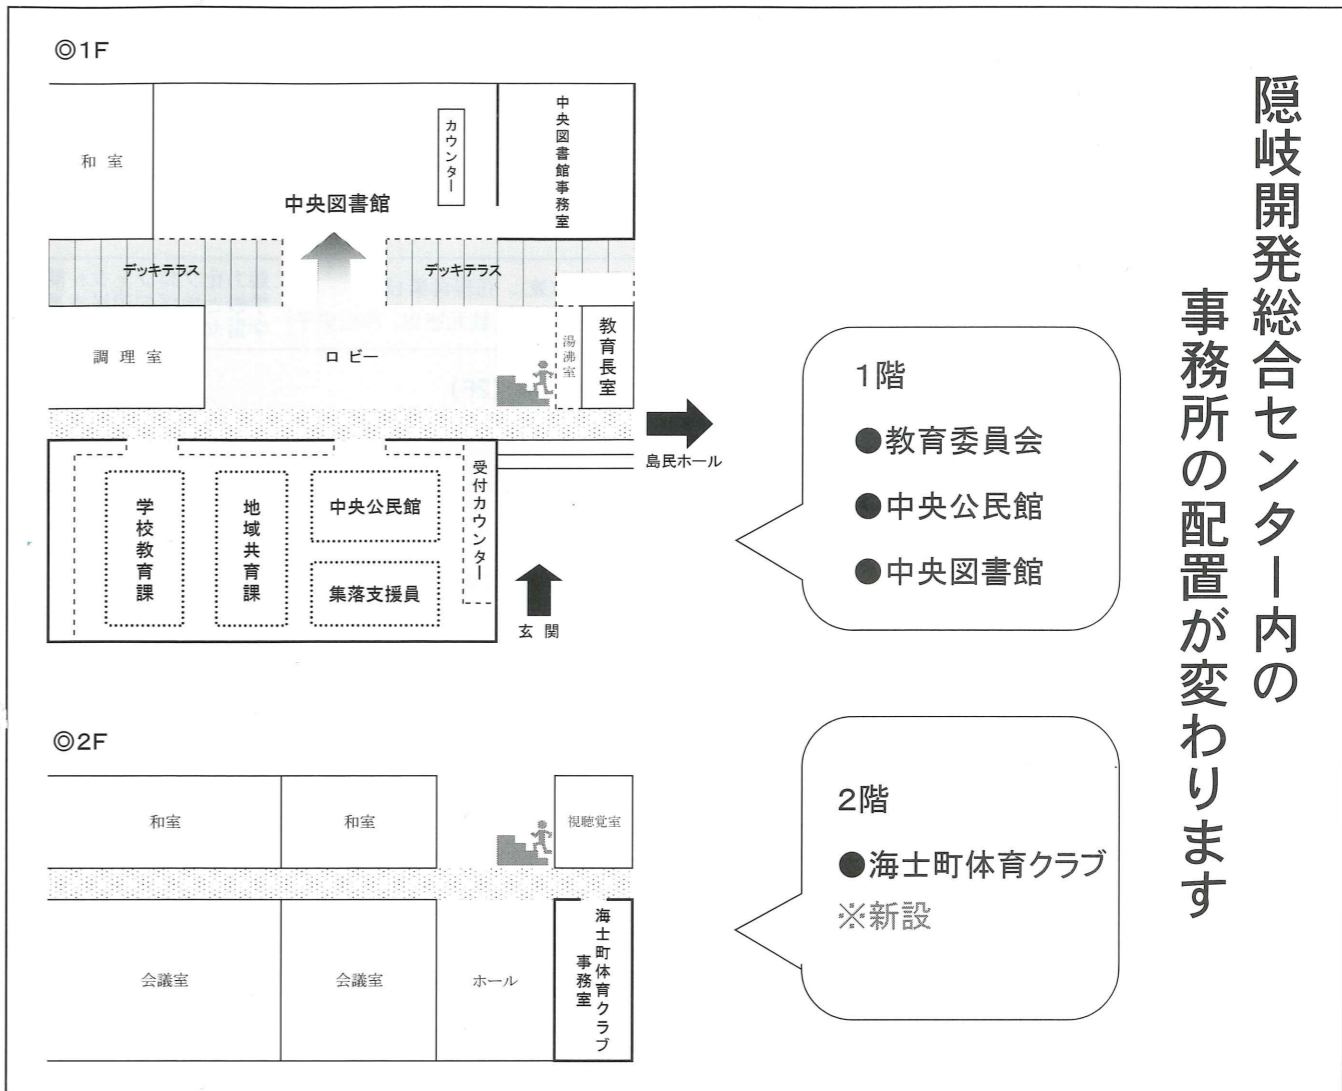 隠岐開発総合センター内の
事務所の配置が変わります
◎1F
和室
カウンター
中央図書館事務室
中央図書館
デッキテラス
デッキテラス
調理室
ロビー
湯沸室
教育長室
島民ホール
学校教育課
地域共育課
中央公民館
集落支援員
受付カウンター
玄関
1階
●教育委員会
●中央公民館
●中央図書館
◎2F
和室
和室
視聴覚室
会議室
会議室
ホール
海士町体育クラブ
事務室
2階
●海士町体育クラブ
※新設